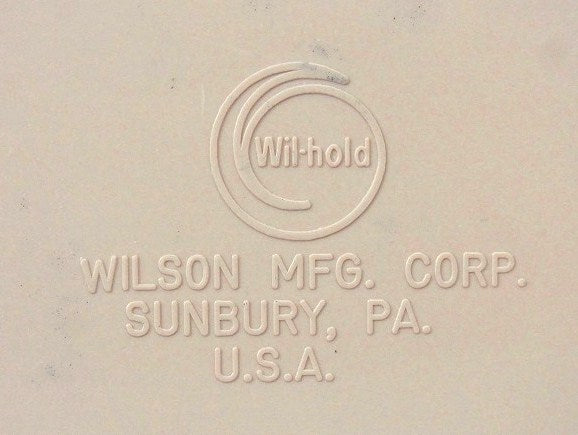 Wil-hold
WILSON MFG. CORP.
SUNBURY, PA.
U.S.A.